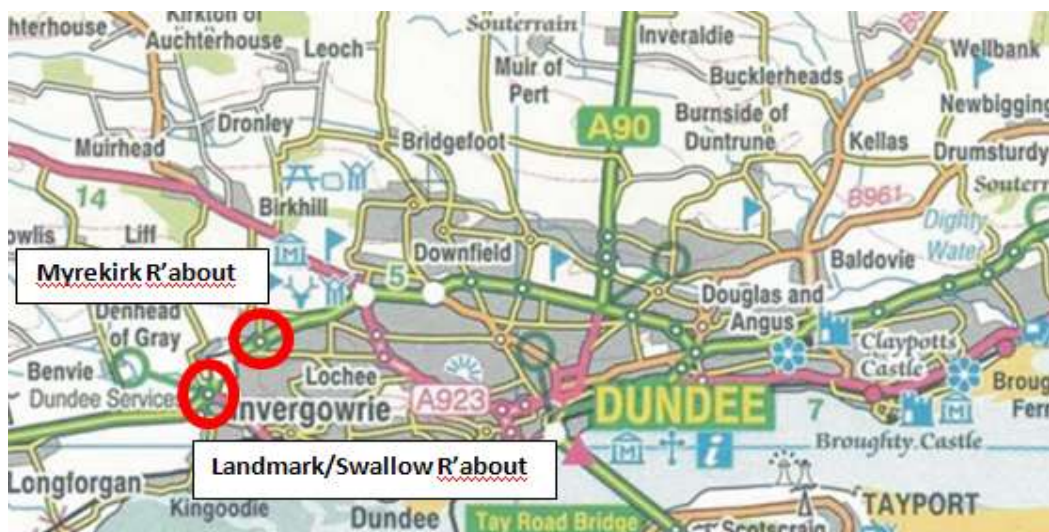 hterhouse
Kirkton of
Auchterhouse
Leoch
Souterrain
Muir of
Pert
Inveraldie
Wellbank
Bucklerheads
Newbigging
Dronley
Bridgefoot
A90
Burnside of
Duntrune
Kellas
Drumsturdy
Muirhead
14
Birkhill
B961
Souterr
owlis
Liff
Dighty
Water
Myrekirk R’about
Downfield
5
Baldovie
Denhead
of Gray
Douglas and
Angus
Claypotts
Castle
Benvie
Dundee Services
Lochee
nvergowrie
A923
DUNDEE
7
Broug
Ferr
Broughty Castle
Landmark/Swallow R’about
Longforgan
Kingoodie
Dundee
Tay Road Bridge
TAYPORT
Scotscraig